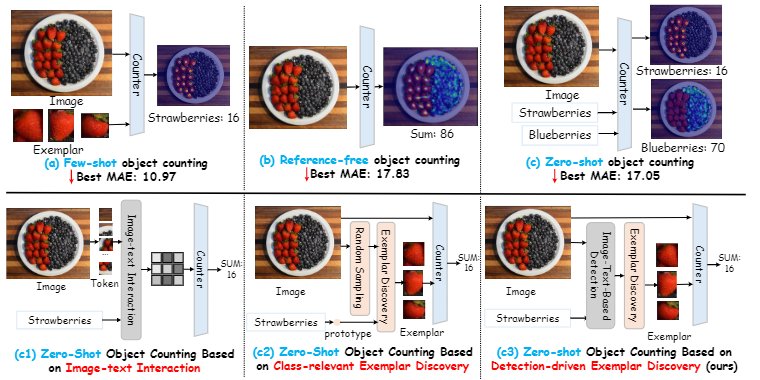 Image
Exemplar
Counter
Strawberries: 16
(a) Few-shot object counting
↓Best MAE: 10.97
Image
Counter
Sum: 86
(b) Reference-free object counting
↓Best MAE: 17.83
Image
Strawberries
Blueberries
Counter
Strawberries: 16
Blueberries: 70
(c) Zero-shot object counting
↓Best MAE: 17.05
Image
Token
...
Strawberries
Image-text Interaction
Counter
SUM:
16
(c1) Zero-Shot Object Counting Based
on Image-text Interaction
Image
Strawberries
Random Sampling
Exemplar Discovery
prototype
Exemplar
Counter
SUM:
16
(c2) Zero-Shot Object Counting Based
on Class-relevant Exemplar Discovery
Image
Strawberries
Image-Text-Based
Detection
Exemplar Discovery
Exemplar
Counter
SUM:
16
(c3) Zero-shot Object Counting Based on
Detection-driven Exemplar Discovery (ours)